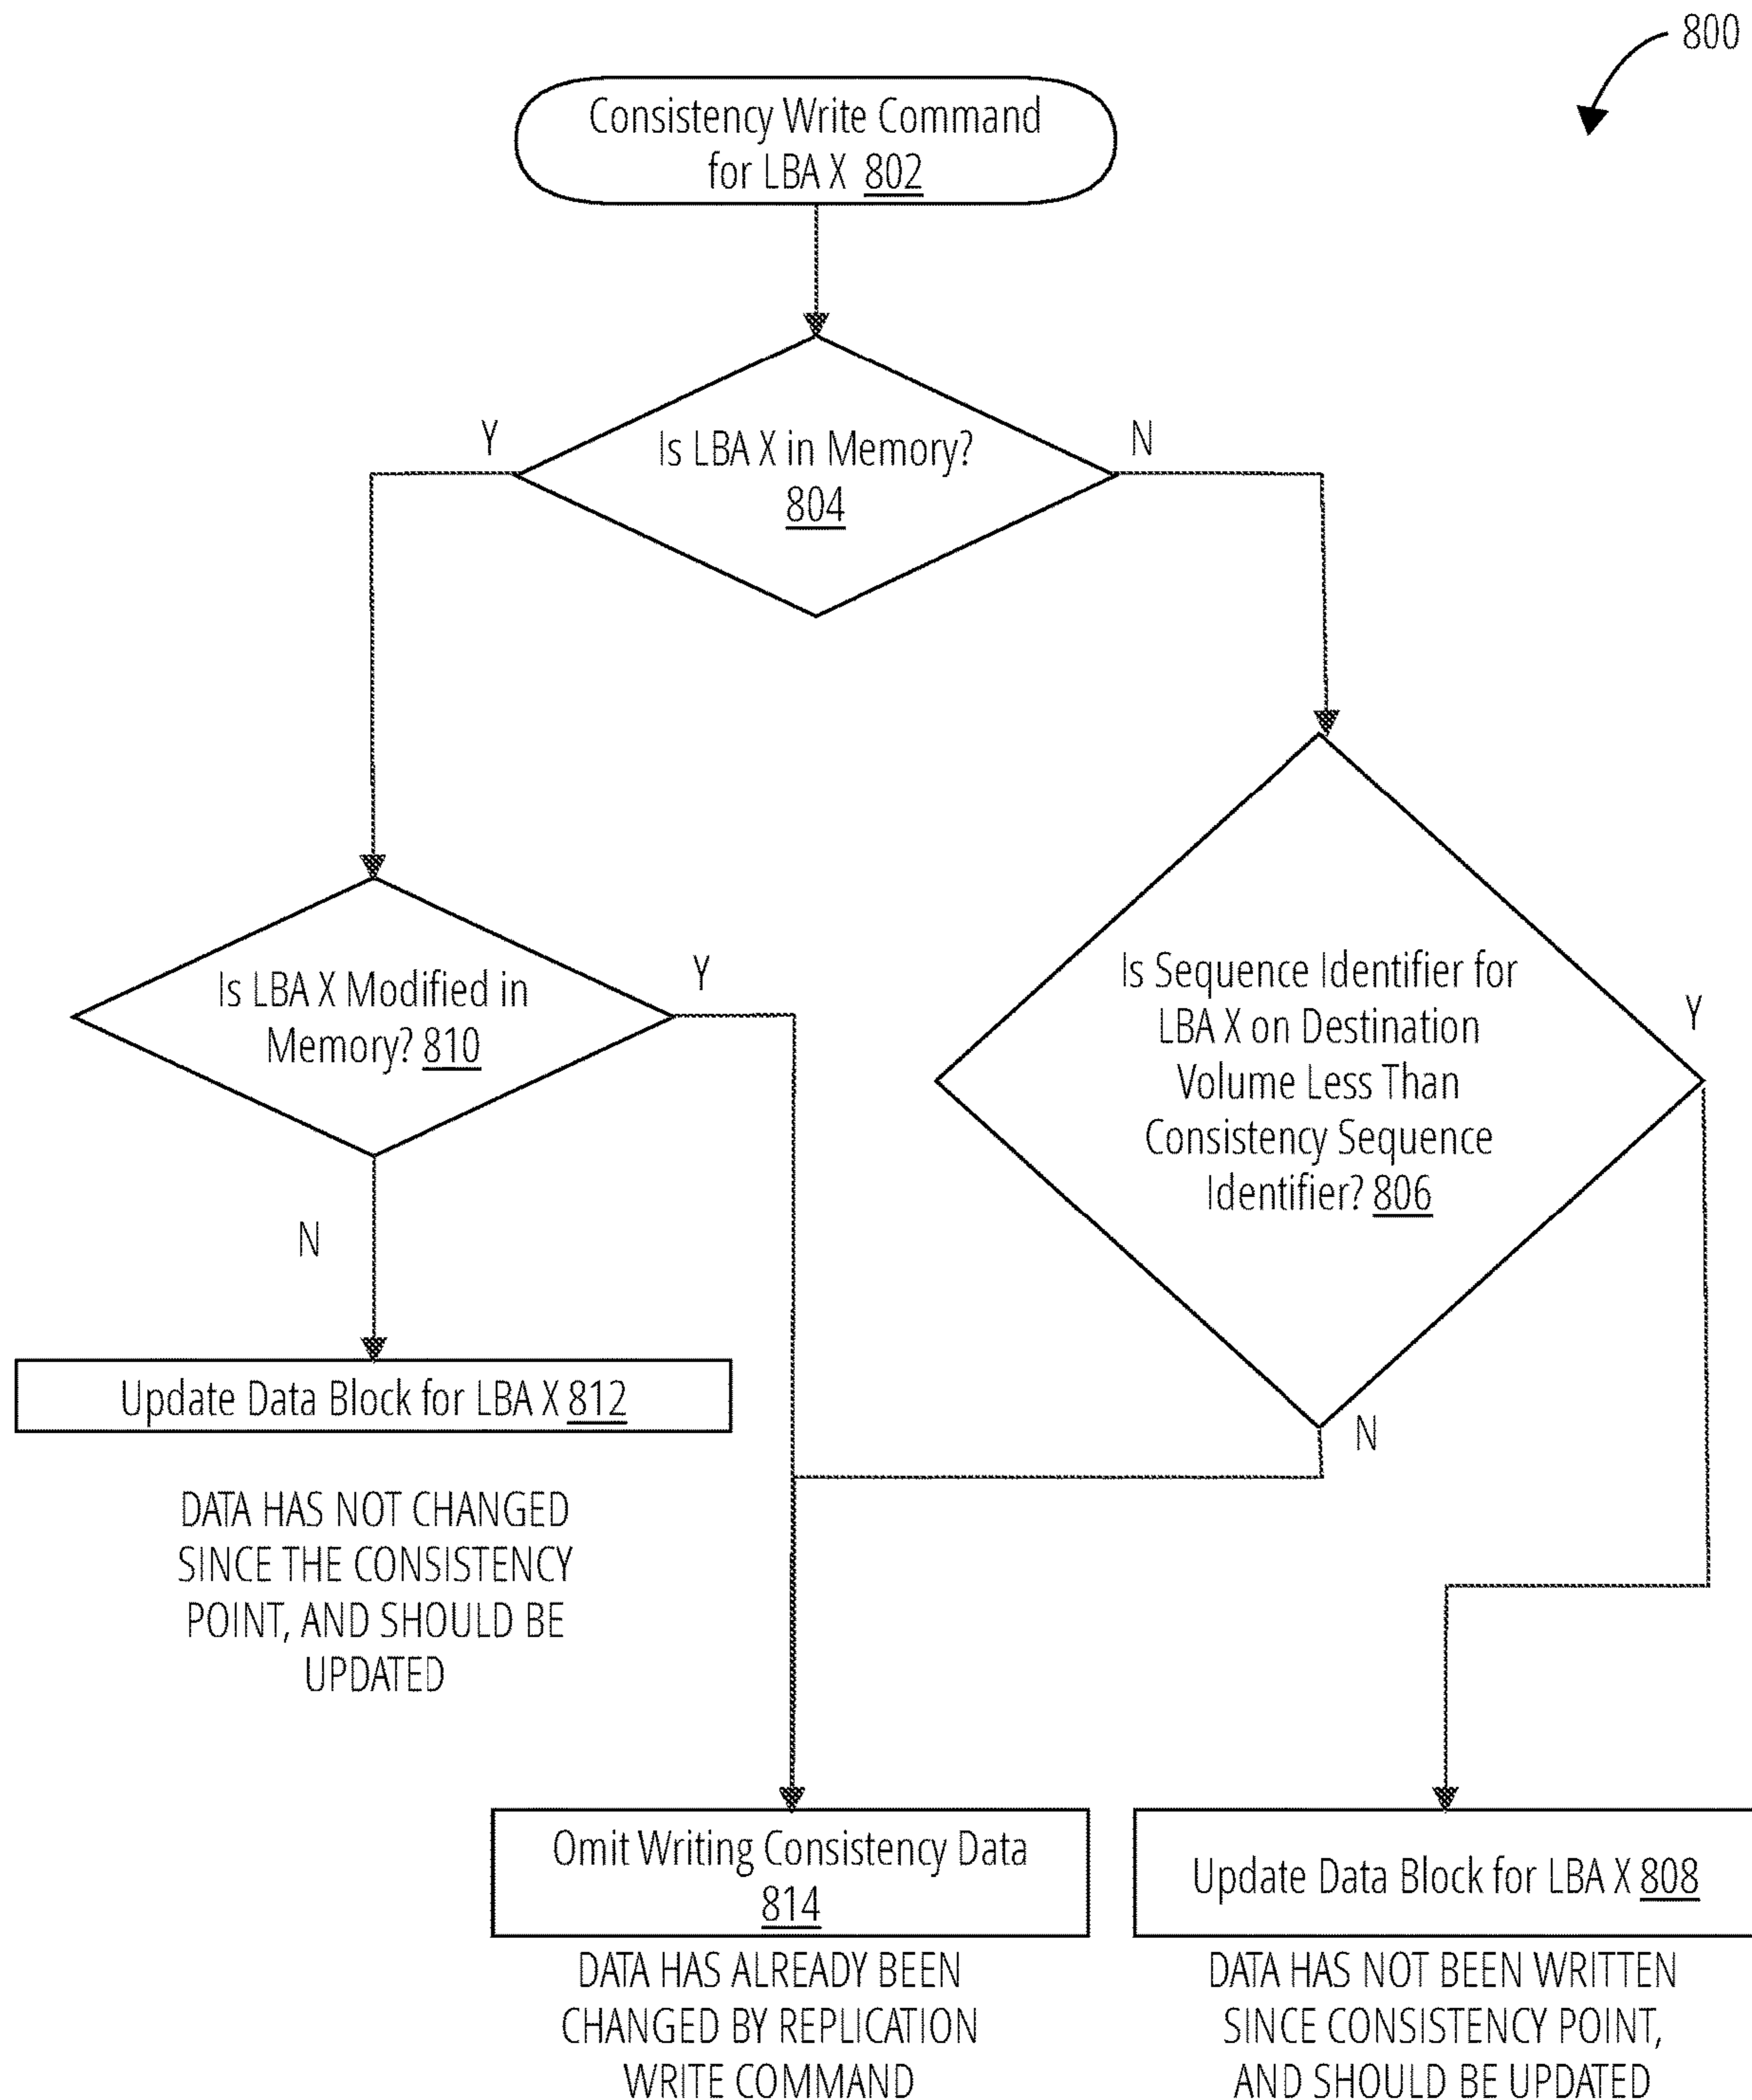 800
Consistency Write Command
for LBA X 802
Y
Is LBA X in Memory?
804
N
Is LBA X Modified in
Memory? 810
Y
N
Is Sequence Identifier for
LBA X on Destination
Volume Less Than
Consistency Sequence
Identifier? 806
Y
N
Update Data Block for LBA X 812
DATA HAS NOT CHANGED
SINCE THE CONSISTENCY
POINT, AND SHOULD BE
UPDATED
Omit Writing Consistency Data
814
DATA HAS ALREADY BEEN
CHANGED BY REPLICATION
WRITE COMMAND
Update Data Block for LBA X 808
DATA HAS NOT BEEN WRITTEN
SINCE CONSISTENCY POINT,
AND SHOULD BE UPDATED